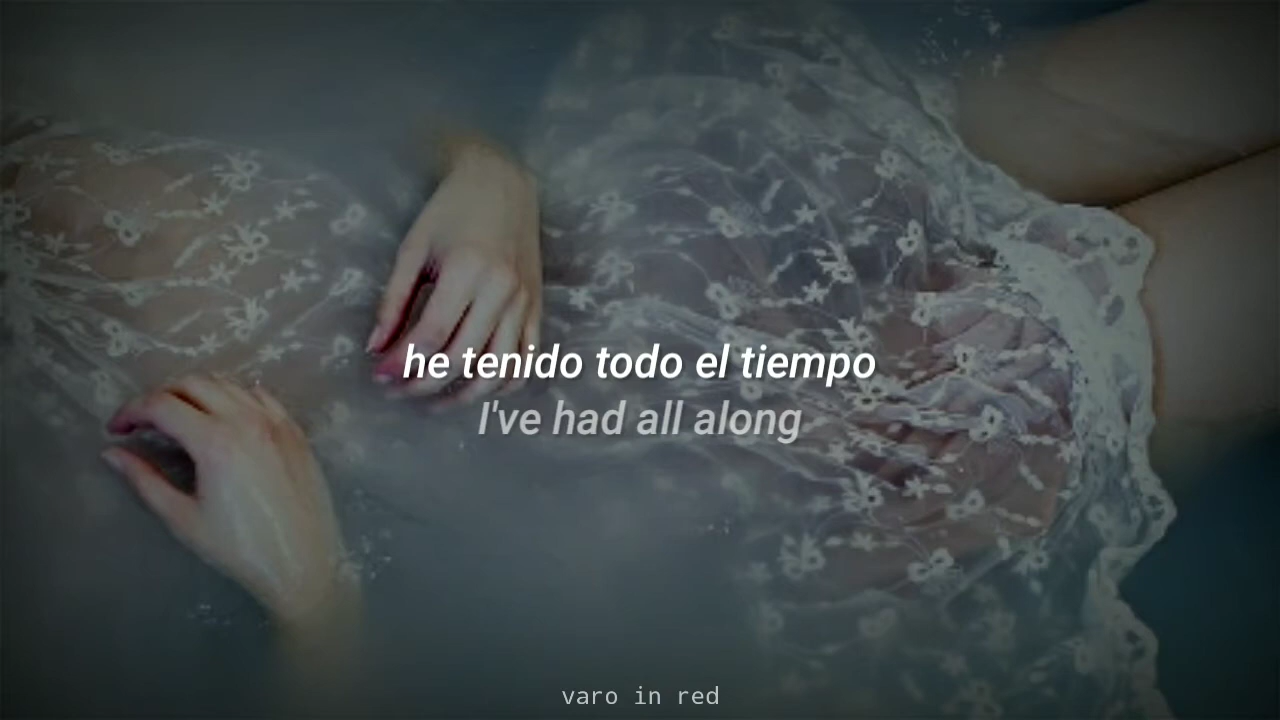 he tenido todo el tiempo
I've had all along
varo in red